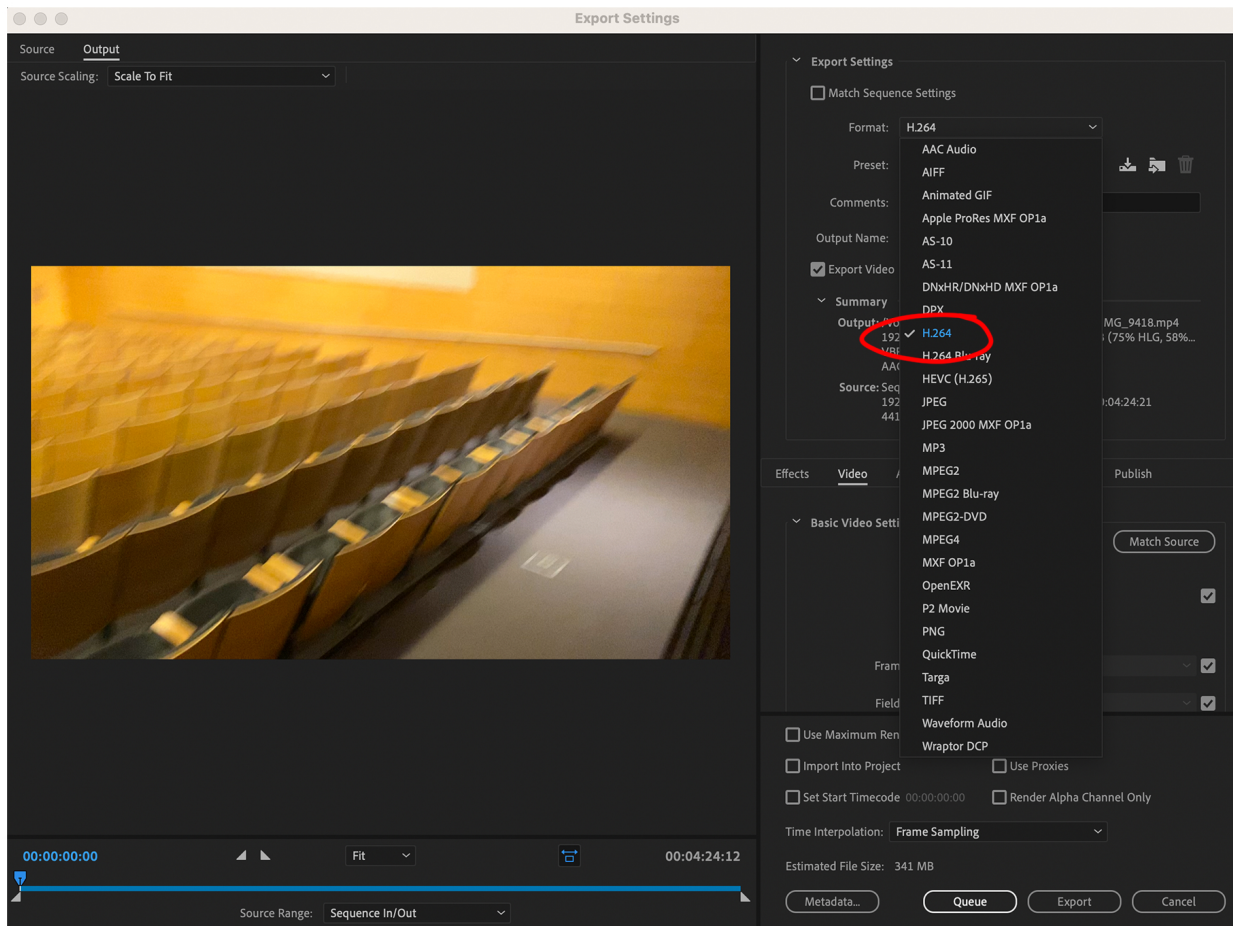 Export Settings
Source Output
Source Scaling: Scale To Fit
Export Settings
Match Sequence Settings
Format: H.264
AAC Audio
Preset:
AIFF
Animated GIF
Comments:
Apple ProRes MXF OP1a
Output Name:
AS-10
AS-11
Export Video
DNxHR/DNxHD MXF OP1a
Summary
DPX
Output: MG_9418.mp4
H.264
192 (75% HLG, 58%...
H.264 Blu-ray
HEVC (H.265)
Source: Seq
JPEG
192 :04:24:21
441
JPEG 2000 MXF OP1a
MP3
Effects Video Publish
MPEG2
MPEG2 Blu-ray
MPEG2-DVD
Basic Video Setti
MPEG4
Match Source
MXF OP1a
OpenEXR
P2 Movie
PNG
QuickTime
Fram
Targa
TIFF
Field
Waveform Audio
Use Maximum Ren
Wraptor DCP
Import Into Project Use Proxies
Set Start Timecode 00:00:00:00 Render Alpha Channel Only
Time Interpolation: Frame Sampling
00:00:00:00 Fit 00:04:24:12
Estimated File Size: 341 MB
Metadata... Queue Export Cancel
Source Range: Sequence In/Out